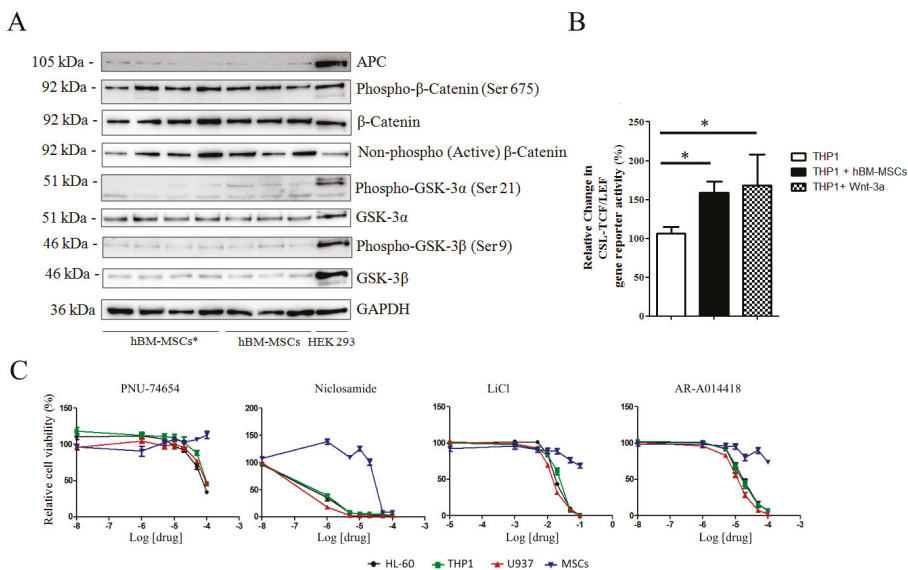 A
105 kDa - APC
92 kDa - Phospho-β-Catenin (Ser 675)
92 kDa - β-Catenin
92 kDa - Non-phospho (Active) β-Catenin
51 kDa - Phospho-GSK-3α (Ser 21)
51 kDa - GSK-3α
46 kDa - Phospho-GSK-3β (Ser 9)
46 kDa - GSK-3β
36 kDa GAPDH
hBM-MSCs* hBM-MSCs HEK 293
B
Relative Change in
CSL-TCF/LEF
gene reporter activity (%)
250
200
150
100
50
0
* *
THP1
THP1 + hBM-MSCs
THP1+ Wnt-3a
C
PNU-74654 Niclosamide LiCl AR-A014418
Relative cell viability (%)
150 100 50 0
200 150 100 50 0
150 100 50 0
150 100 50 0
-8 -7 -6 -5 -4 -3
-8 -7 -6 -5 -4 -3
-5 -4 -3 -2 -1 0
-8 -7 -6 -5 -4 -3
Log [drug] Log [drug] Log [drug] Log [drug]
HL-60 THP1 U937 MSCs